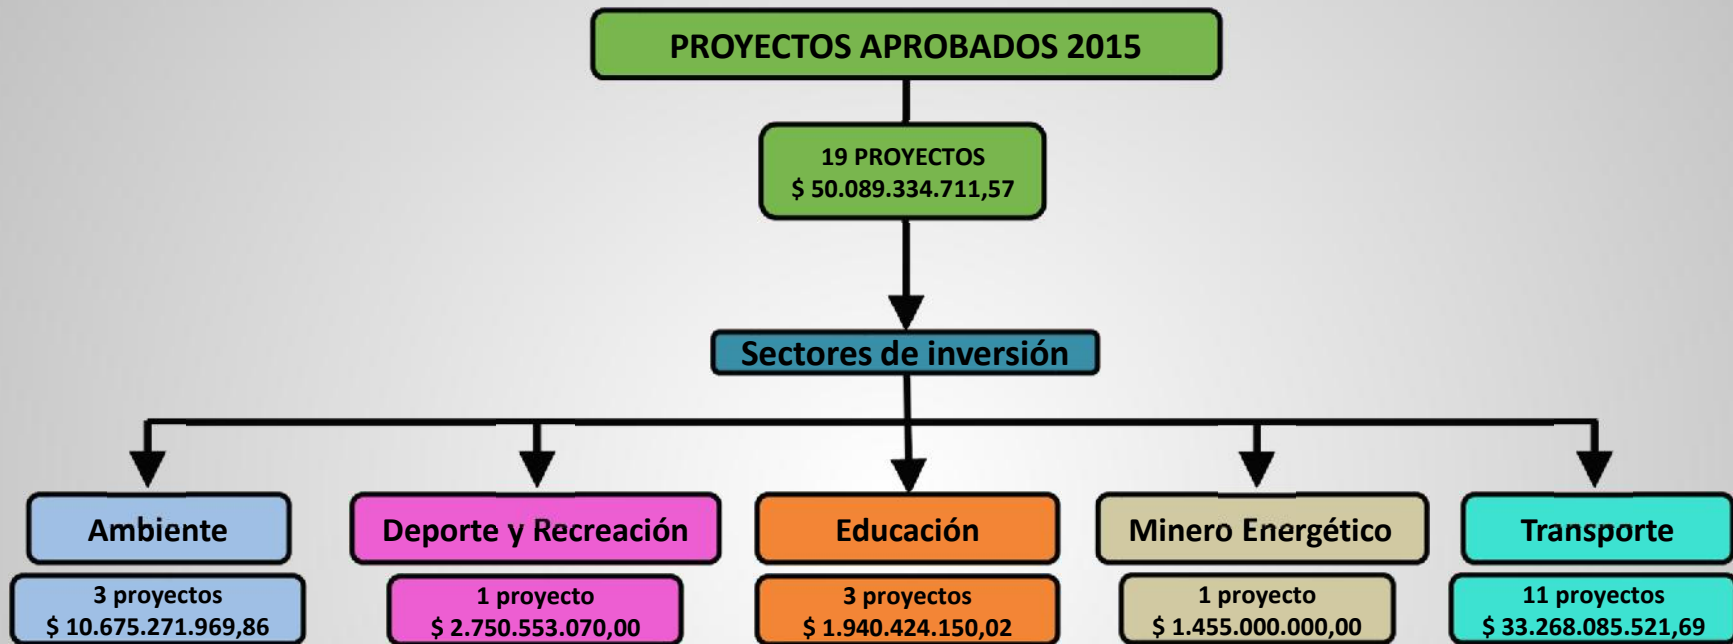 PROYECTOS APROBADOS 2015
19 PROYECTOS
$ 50.089.334.711,57
Sectores de inversión
Ambiente
3 proyectos
$ 10.675.271.969,86
Deporte y Recreación
1 proyecto
$ 2.750.553.070,00
Educación
3 proyectos
$ 1.940.424.150,02
Minero Energético
1 proyecto
$ 1.455.000.000,00
Transporte
11 proyectos
$ 33.268.085.521,69